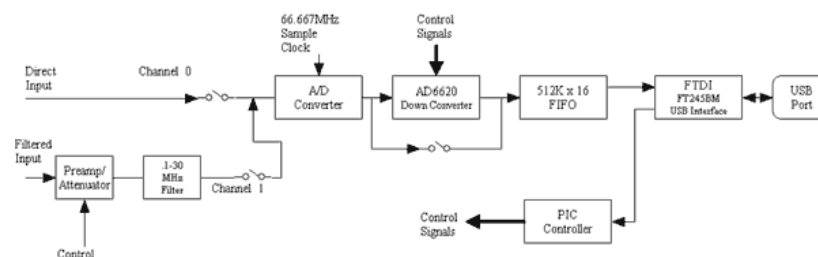 66.667MHz
Sample
Clock
Control
Signals
Direct
Input
Channel 0
A/D
Converter
AD6620
Down Converter
512K x 16
FIFO
FTDI
FT245BM
USB Interface
USB
Port
Filtered
Input
Preamp/
Attenuator
.1-30
MHz
Filter
Channel 1
Control
Signals
PIC
Controller
Control